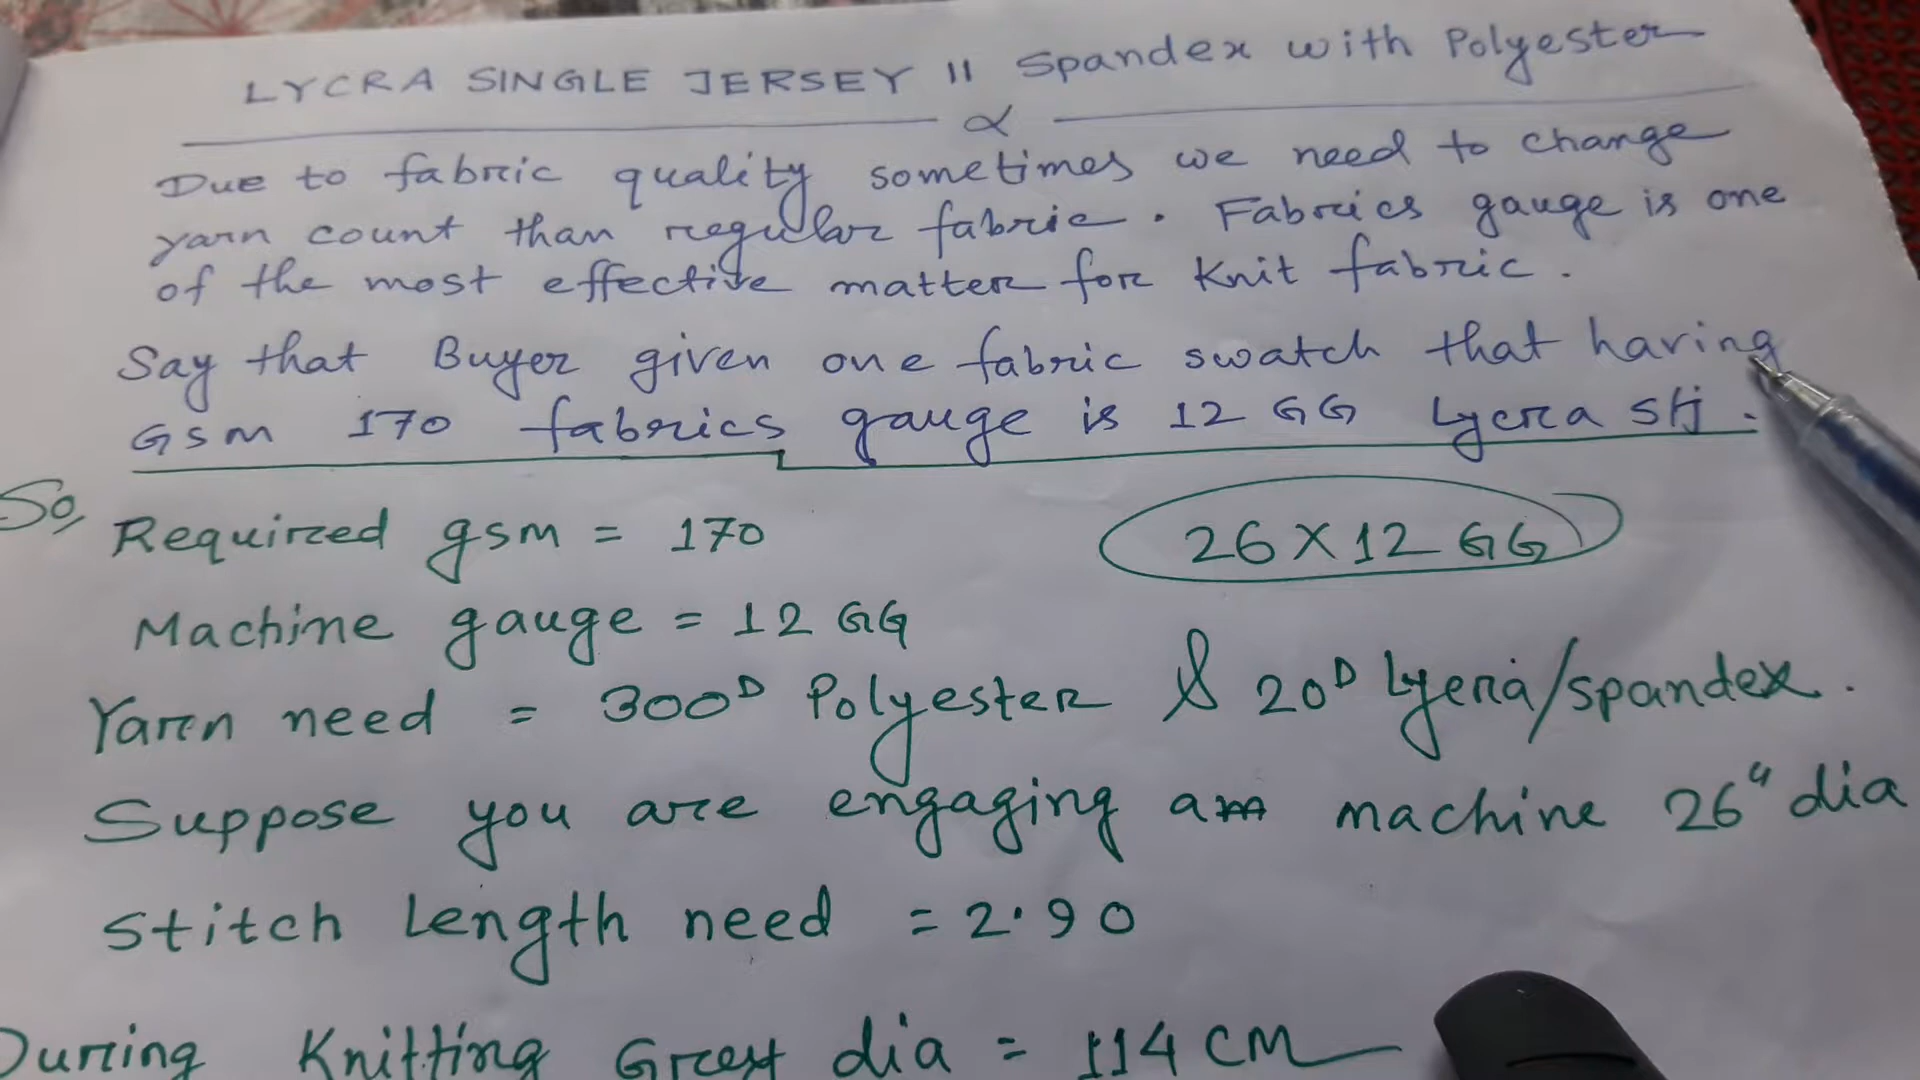 LYCRA SINGLE JERSEY || Spandex with Polyester
Due to fabric quality sometimes we need to change
yarn count than regular fabric. Fabrics gauge is one
of the most effective matter for Knit fabric.
Say that Buyer given one fabric swatch that having
GSM 170 fabrics gauge is 12 GG Lycra S/J.
So,
Required gsm = 170
26 X 12 GG
Machine gauge = 12 GG
Yarn need = 300D Polyester & 20D Lycra/spandex.
Suppose you are engaging a machine 26" dia
Stitch Length need = 2.90
During Knitting Grey dia = 114 CM